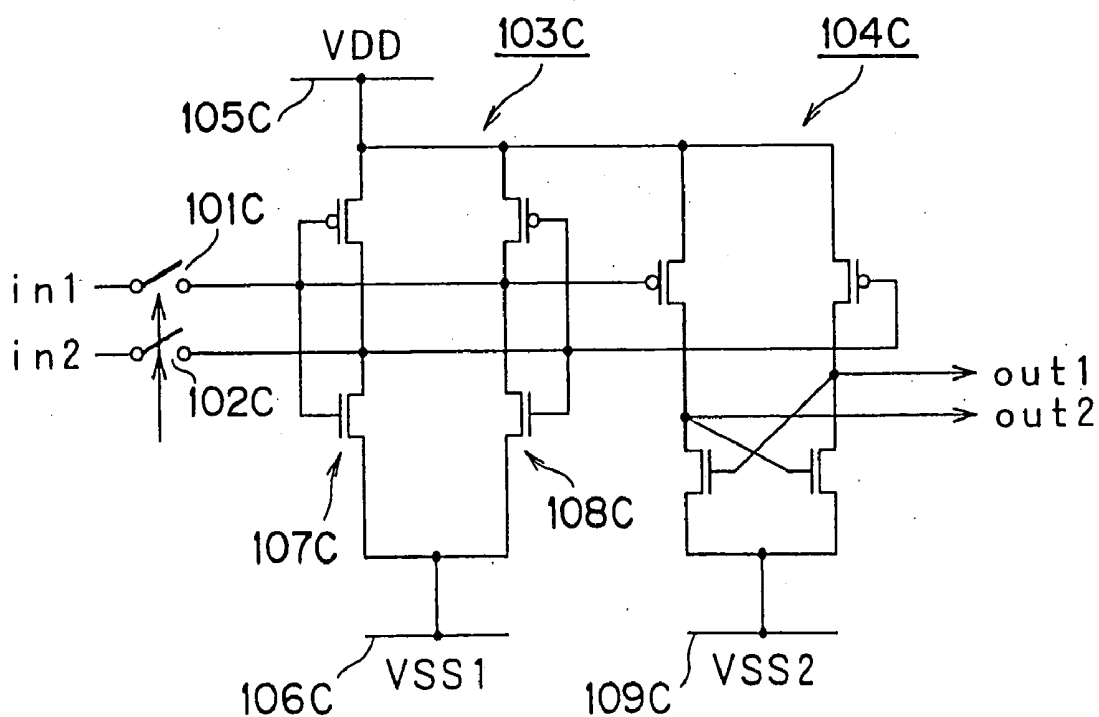 VDD
103C
104C
105C
101C
in1
in2
102C
out1
out2
107C
108C
VSS1
106C
VSS2
109C